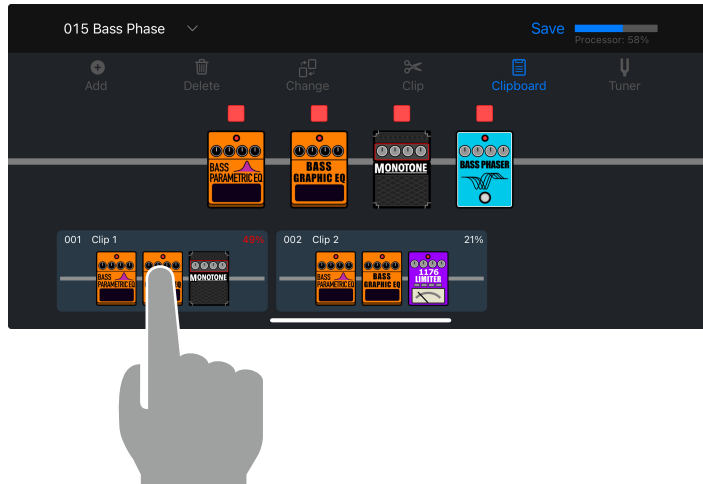 015 Bass Phase
Save
Processor: 58%
Add
Delete
Change
Clip
Clipboard
Tuner
BASS
PARAMETRIC EQ
BASS
GRAPHIC EQ
MONOTONE
BASS PHASER
001 Clip 1 49%
BASS
PARAMETRIC EQ
MONOTONE
002 Clip 2 21%
BASS
PARAMETRIC EQ
BASS
GRAPHIC EQ
1176
LIMITER